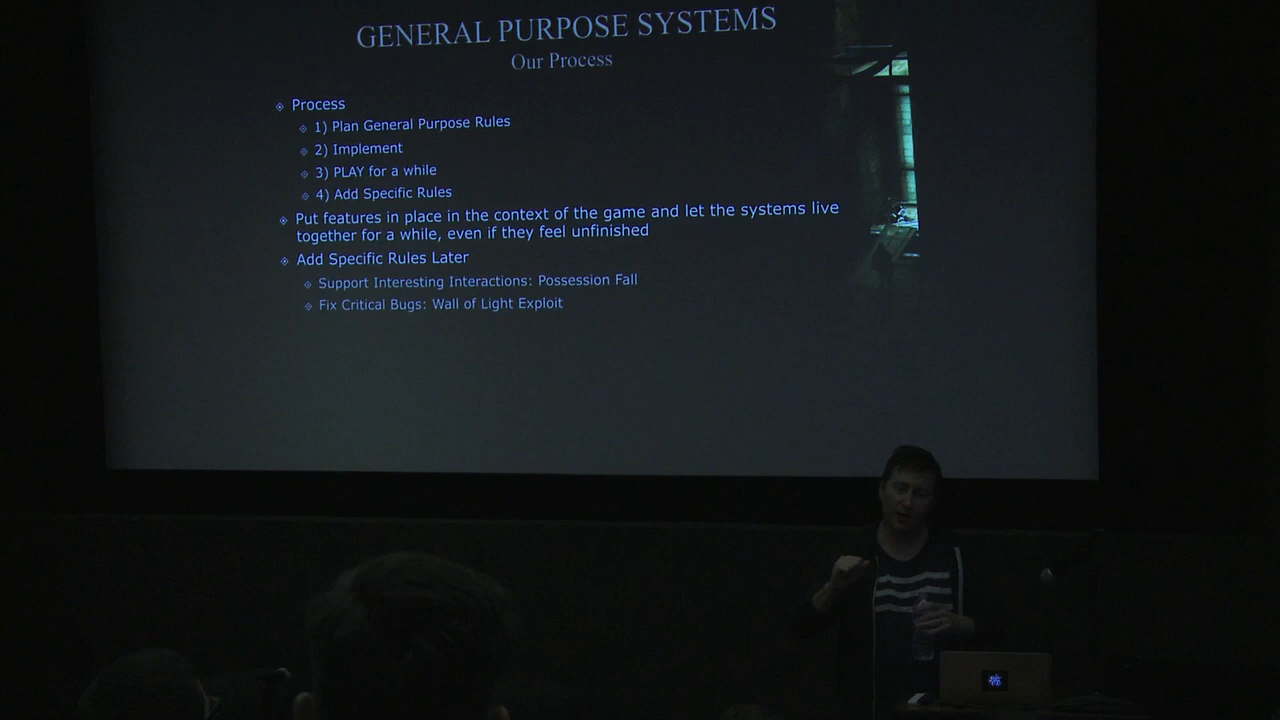 GENERAL PURPOSE SYSTEMS
Our Process
Process
1) Plan General Purpose Rules
2) Implement
3) PLAY for a while
4) Add Specific Rules
Put features in place in the context of the game and let the systems live
together for a while, even if they feel unfinished
Add Specific Rules Later
Support Interesting Interactions: Possession Fall
Fix Critical Bugs: Wall of Light Exploit